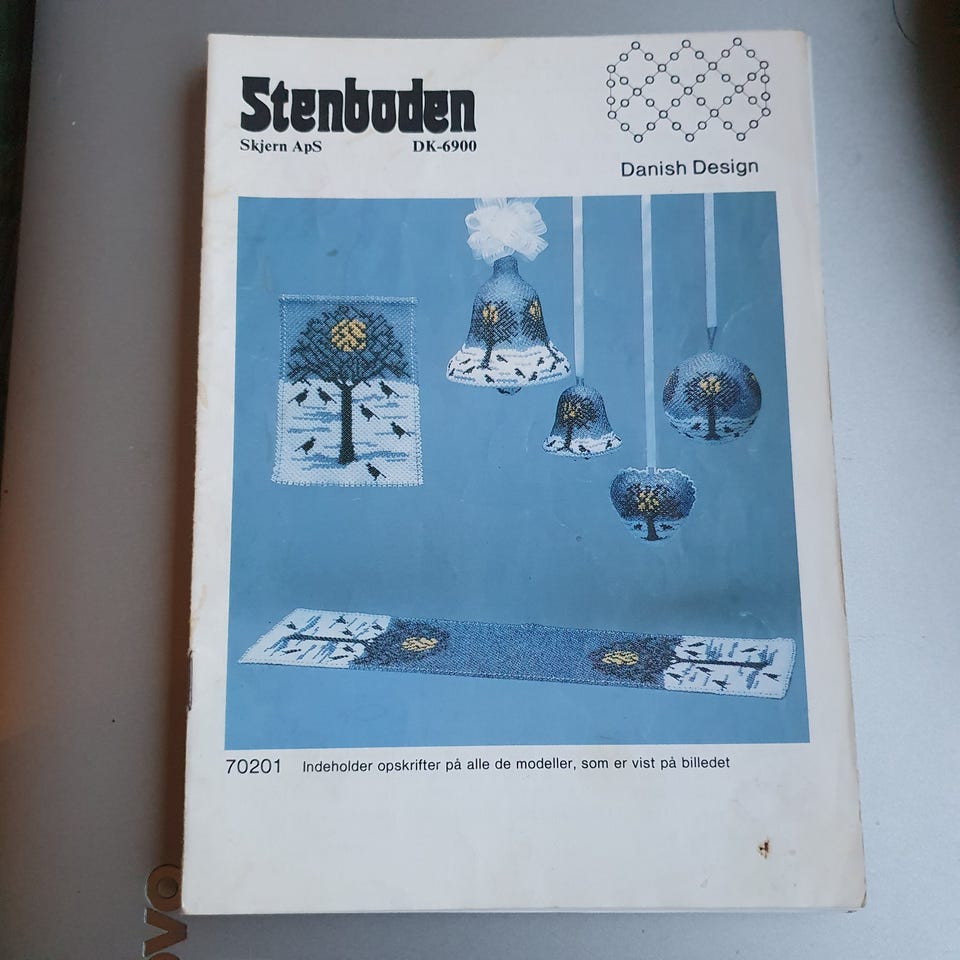 Stenboden
Skjern ApS DK-6900
Danish Design
70201 Indeholder opskrifter på alle de modeller, som er vist på billedet